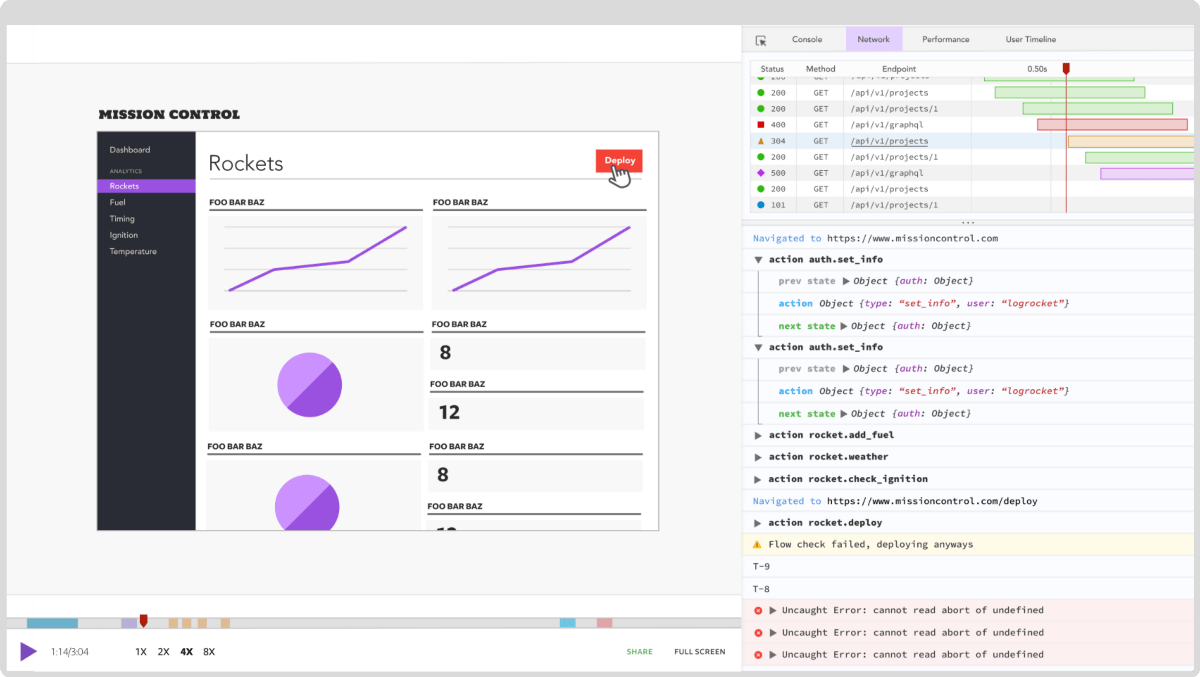 MISSION CONTROL
Dashboard
ANALYTICS
Rockets
Fuel
Timing
Ignition
Temperature
Rockets
Deploy
FOO BAR BAZ
FOO BAR BAZ
FOO BAR BAZ
FOO BAR BAZ
8
FOO BAR BAZ
12
FOO BAR BAZ
FOO BAR BAZ
8
FOO BAR BAZ
1:14/3:04
1X 2X 4X 8X
SHARE
FULL SCREEN
Console Network Performance User Timeline
Status Method Endpoint 0.50s
200 GET /api/v1/projects
200 GET /api/v1/projects/1
400 GET /api/v1/graphql
304 GET /api/v1/projects
200 GET /api/v1/projects/1
500 GET /api/v1/graphql
200 GET /api/v1/projects
101 GET /api/v1/projects/1
Navigated to https://www.missioncontrol.com
action auth.set_info
prev state Object {auth: Object}
action Object {type: “set_info”, user: “logrocket”}
next state Object {auth: Object}
action auth.set_info
prev state Object {auth: Object}
action Object {type: “set_info”, user: “logrocket”}
next state Object {auth: Object}
action rocket.add_fuel
action rocket.weather
action rocket.check_ignition
Navigated to https://www.missioncontrol.com/deploy
action rocket.deploy
Flow check failed, deploying anyways
T-9
T-8
Uncaught Error: cannot read abort of undefined
Uncaught Error: cannot read abort of undefined
Uncaught Error: cannot read abort of undefined